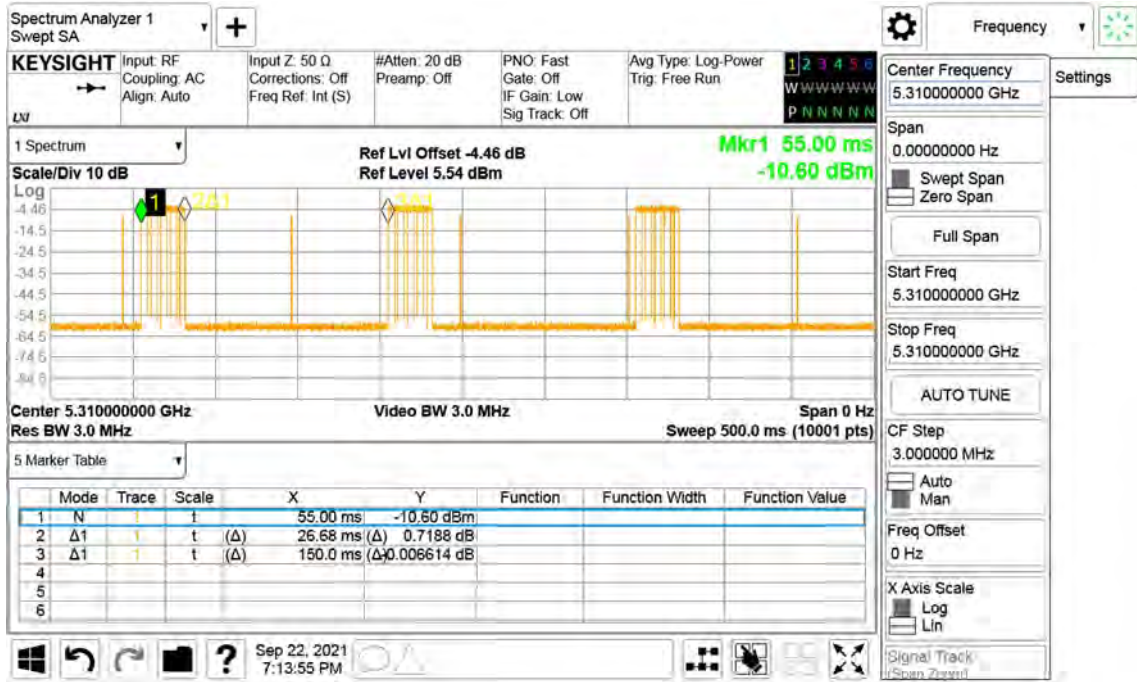 Spectrum Analyzer 1
Swept SA
Frequency
KEYSIGHT
Input: RF
Coupling: AC
Align: Auto
Input Z: 50 Ω
Corrections: Off
Freq Ref: Int (S)
#Atten: 20 dB
Preamp: Off
PNO: Fast
Gate: Off
IF Gain: Low
Sig Track: Off
Avg Type: Log-Power
Trig: Free Run
1 2 3 4 5 6
W W W W W W
P N N N N N
LXI
Center Frequency
5.310000000 GHz
Settings
Span
0.00000000 Hz
Swept Span
Zero Span
Full Span
Start Freq
5.310000000 GHz
Stop Freq
5.310000000 GHz
AUTO TUNE
CF Step
3.000000 MHz
Auto
Man
Freq Offset
0 Hz
X Axis Scale
Log
Lin
Signal Track
(Span Zoom)
1 Spectrum
Ref Lvl Offset -4.46 dB
Mkr1 55.00 ms
Scale/Div 10 dB
Ref Level 5.54 dBm
-10.60 dBm
Log
1
2Δ1
3Δ1
-4.46
-14.5
-24.5
-34.5
-44.5
-54.5
-64.5
-74.5
-84.5
Center 5.310000000 GHz
Video BW 3.0 MHz
Span 0 Hz
Res BW 3.0 MHz
Sweep 500.0 ms (10001 pts)
5 Marker Table
Mode Trace Scale X Y Function Function Width Function Value
1 N 1 t 55.00 ms -10.60 dBm
2 Δ1 1 t (Δ) 26.68 ms (Δ) 0.7188 dB
3 Δ1 1 t (Δ) 150.0 ms (Δ)-0.006614 dB
4
5
6
?
Sep 22, 2021
7:13:55 PM